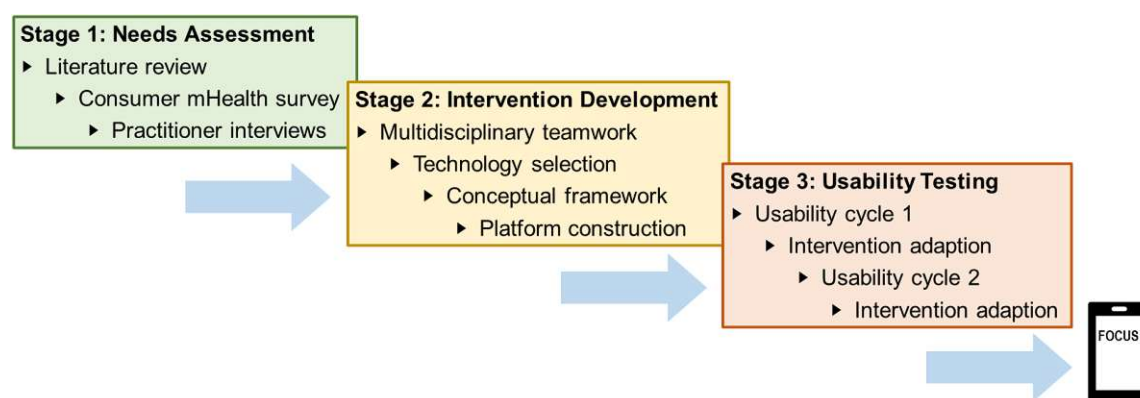 Stage 1: Needs Assessment
Literature review
Consumer mHealth survey
Practitioner interviews
Stage 2: Intervention Development
Multidisciplinary teamwork
Technology selection
Conceptual framework
Platform construction
Stage 3: Usability Testing
Usability cycle 1
Intervention adaption
Usability cycle 2
Intervention adaption
FOCUS